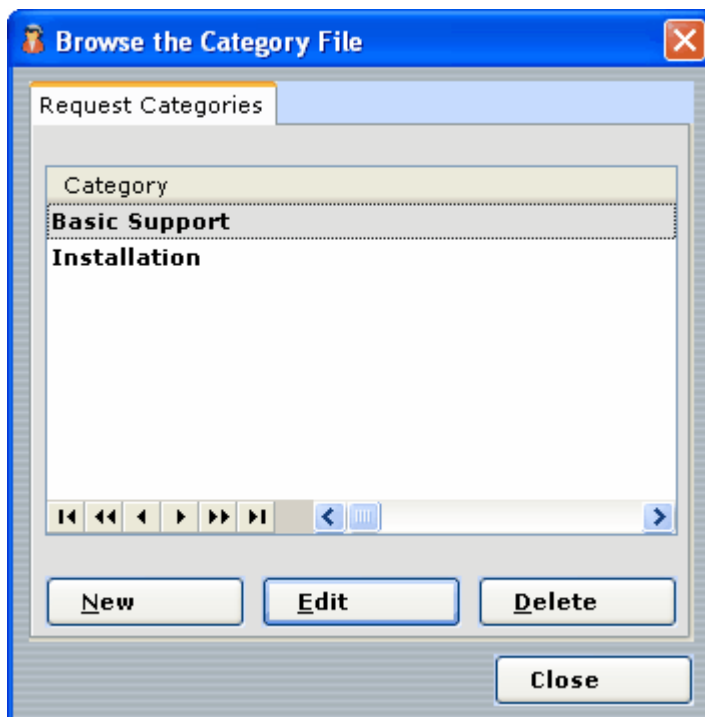 Browse the Category File
Request Categories
Category
Basic Support
Installation
New Edit Delete
Close